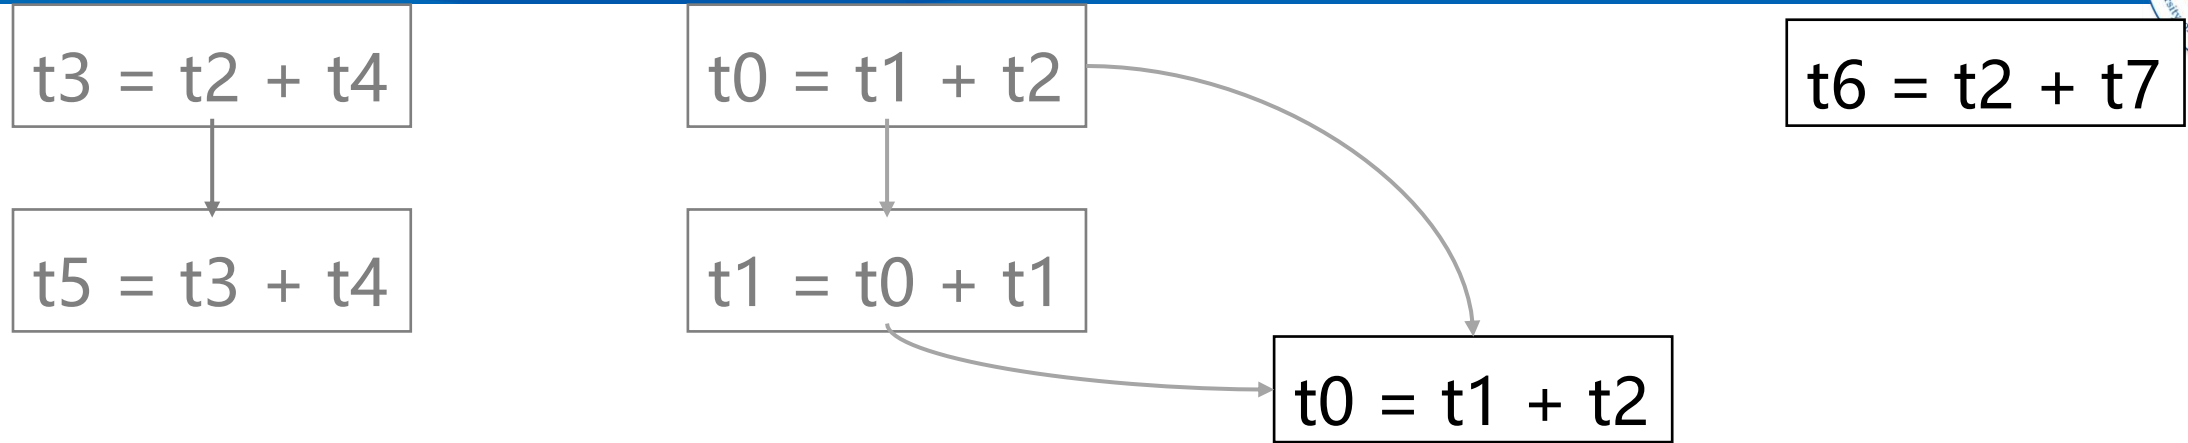 t3 = t2 + t4
t0 = t1 + t2
t6 = t2 + t7
t5 = t3 + t4
t1 = t0 + t1
t0 = t1 + t2